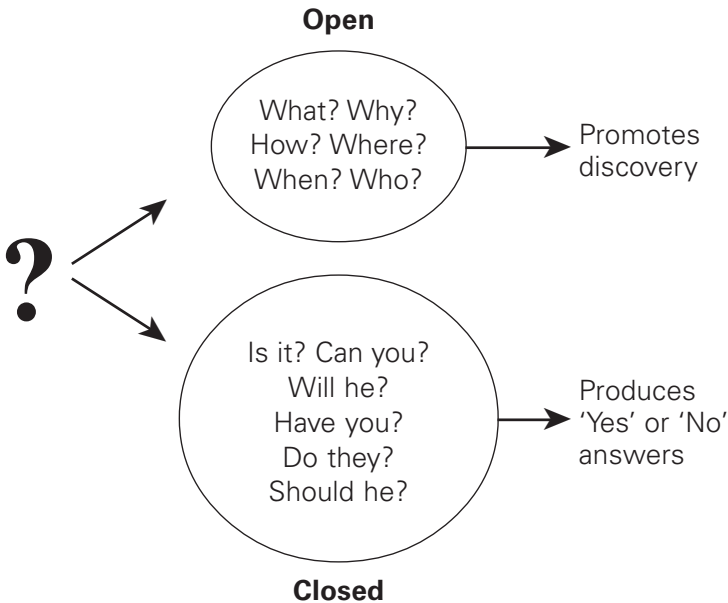 Open
What? Why?
How? Where?
When? Who?
Promotes
discovery
?
Is it? Can you?
Will he?
Have you?
Do they?
Should he?
Produces
‘Yes’ or ‘No’
answers
Closed